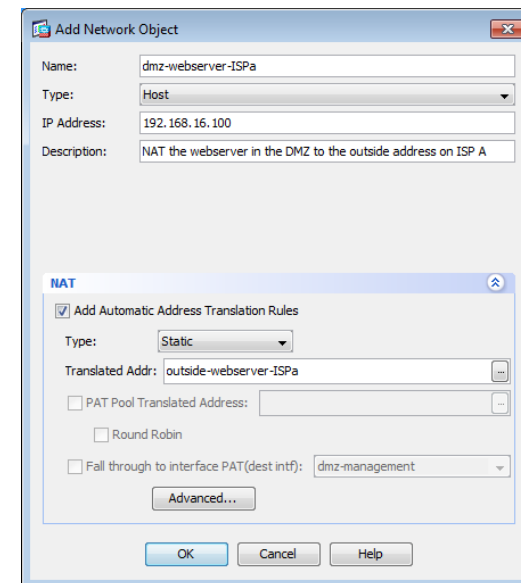 Add Network Object
Name: dmz-webserver-ISPa
Type: Host
IP Address: 192.168.16.100
Description: NAT the webserver in the DMZ to the outside address on ISP A
NAT
Add Automatic Address Translation Rules
Type: Static
Translated Addr: outside-webserver-ISPa ...
PAT Pool Translated Address: ...
Round Robin
Fall through to interface PAT(dest intf): dmz-management
Advanced...
OK Cancel Help